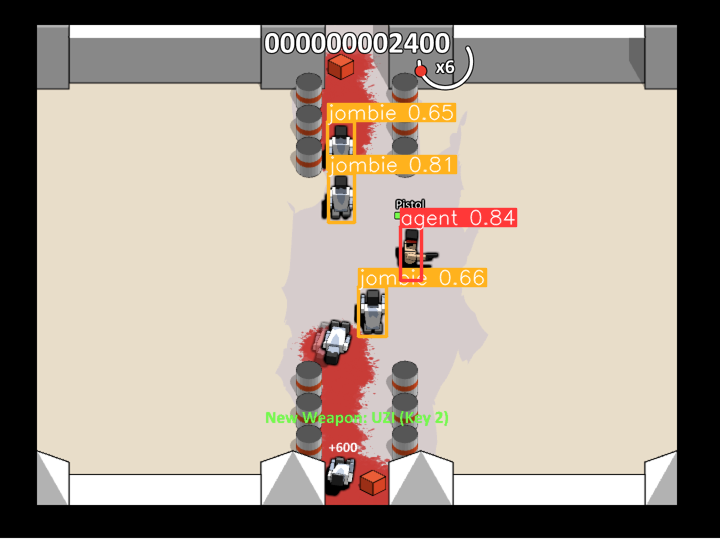 000000002400
x6
jombie 0.65
jombie 0.81
Pistol
agent 0.84
jombie 0.66
New Weapon: UZI (Key 2)
+600